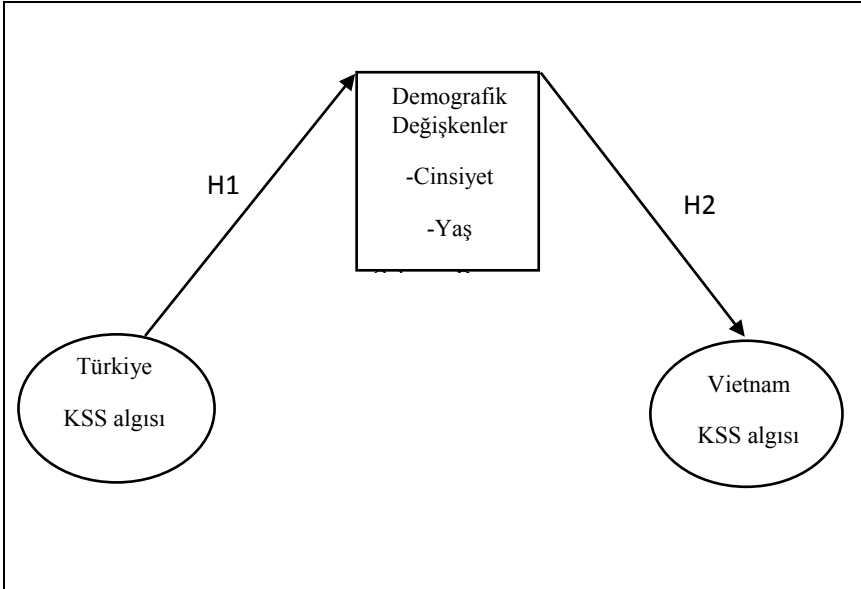 Demografik
Değişkenler
-Cinsiyet
-Yaş
H1
H2
Türkiye
KSS algısı
Vietnam
KSS algısı